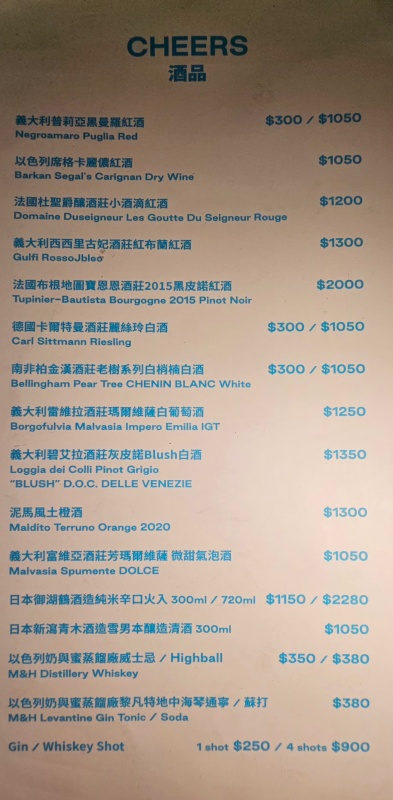 CHEERS
酒品
義大利普莉亞黑曼羅紅酒 $300 / $1050
Negroamaro Puglia Red
以色列席格卡麗儂紅酒 $1050
Barkan Segal's Carignan Dry Wine
法國杜聖爵釀酒莊小酒滴紅酒 $1200
Domaine Duseigneur Les Goutte Du Seigneur Rouge
義大利西西里古妃酒莊紅布蘭紅酒 $1300
Gulfi RossoJbleo
法國布根地圖寶恩恩酒莊2015黑皮諾紅酒 $2000
Tupinier-Bautista Bourgogne 2015 Pinot Noir
德國卡爾特曼酒莊麗絲玲白酒 $300 / $1050
Carl Sittmann Riesling
南非柏金漢酒莊老樹系列白梢楠白酒 $300 / $1050
Bellingham Pear Tree CHENIN BLANC White
義大利雷維拉酒莊瑪爾維薩白葡萄酒 $1250
Borgofulvia Malvasia Impero Emilia IGT
義大利碧艾拉酒莊灰皮諾Blush白酒 $1350
Loggia dei Colli Pinot Grigio
"BLUSH" D.O.C. DELLE VENEZIE
泥馬風土橙酒 $1300
Maldito Terruno Orange 2020
義大利富維亞酒莊芳瑪爾維薩 微甜氣泡酒 $1050
Malvasia Spumente DOLCE
日本御湖鶴酒造純米辛口火入 300ml / 720ml $1150 / $2280
日本新瀉青木酒造雪男本釀造清酒 300ml $1050
以色列奶與蜜蒸餾廠威士忌 / Highball $350 / $380
M&H Distillery Whiskey
以色列奶與蜜蒸餾廠黎凡特地中海琴通寧 / 蘇打 $380
M&H Levantine Gin Tonic / Soda
Gin / Whiskey Shot 1 shot $250 / 4 shots $900